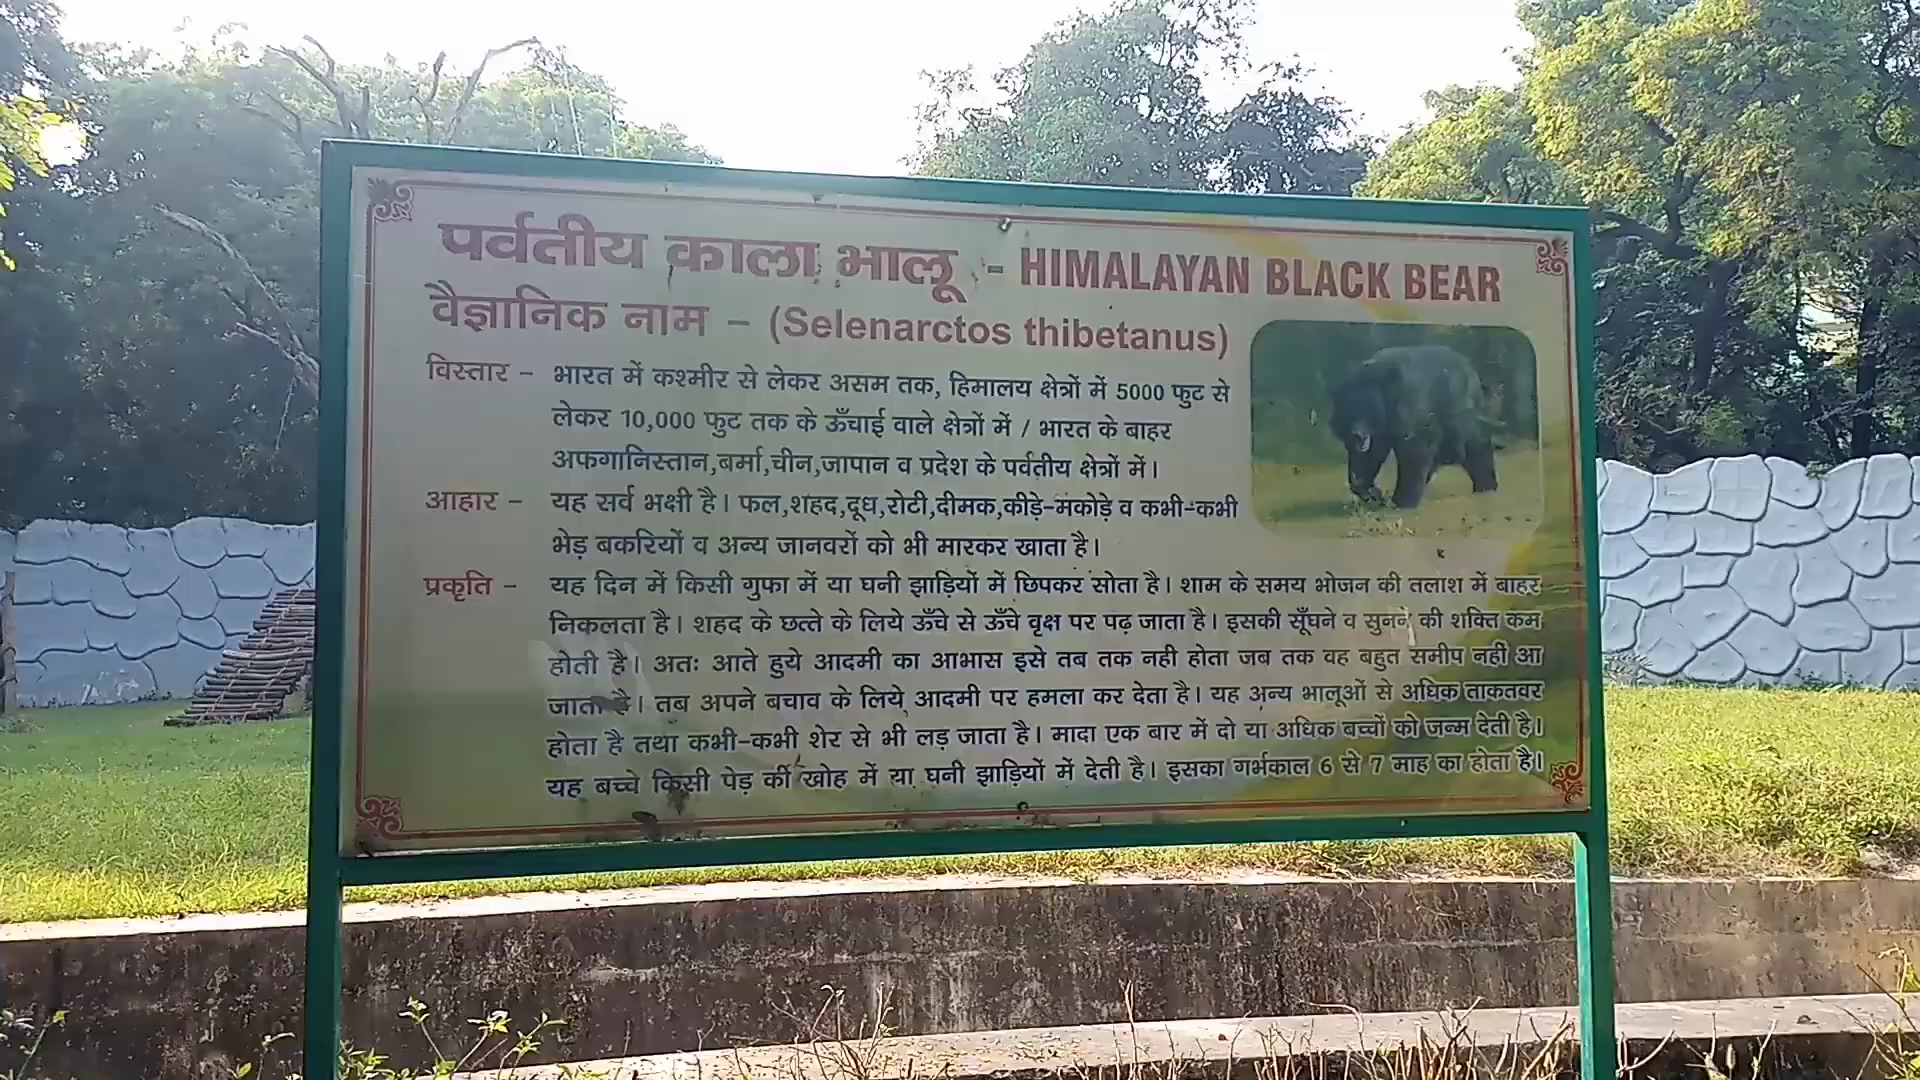 पर्वतीय काला भालू - HIMALAYAN BLACK BEAR
वैज्ञानिक नाम – (Selenarctos thibetanus)
विस्तार – भारत में कश्मीर से लेकर असम तक, हिमालय क्षेत्रों में 5000 फुट से
लेकर 10,000 फुट तक के ऊँचाई वाले क्षेत्रों में / भारत के बाहर
अफगानिस्तान,बर्मा,चीन,जापान व प्रदेश के पर्वतीय क्षेत्रों में।
आहार – यह सर्व भक्षी है। फल,शहद,दूध,रोटी,दीमक,कीड़े-मकोड़े व कभी-कभी
भेड़ बकरियों व अन्य जानवरों को भी मारकर खाता है।
प्रकृति – यह दिन में किसी गुफा में या घनी झाड़ियों में छिपकर सोता है। शाम के समय भोजन की तलाश में बाहर
निकलता है। शहद के छत्ते के लिये ऊँचे से ऊँचे वृक्ष पर पढ़ जाता है। इसकी सूँघने व सुनने की शक्ति कम
होती है। अतः आते हुये आदमी का आभास इसे तब तक नही होता जब तक वह बहुत समीप नही आ
जाता है। तब अपने बचाव के लिये आदमी पर हमला कर देता है। यह अन्य भालूओं से अधिक ताकतवर
होता है तथा कभी-कभी शेर से भी लड़ जाता है। मादा एक बार में दो या अधिक बच्चों को जन्म देती है।
यह बच्चे किसी पेड़ की खोह में या घनी झाड़ियों में देती है। इसका गर्भकाल 6 से 7 माह का होता है।